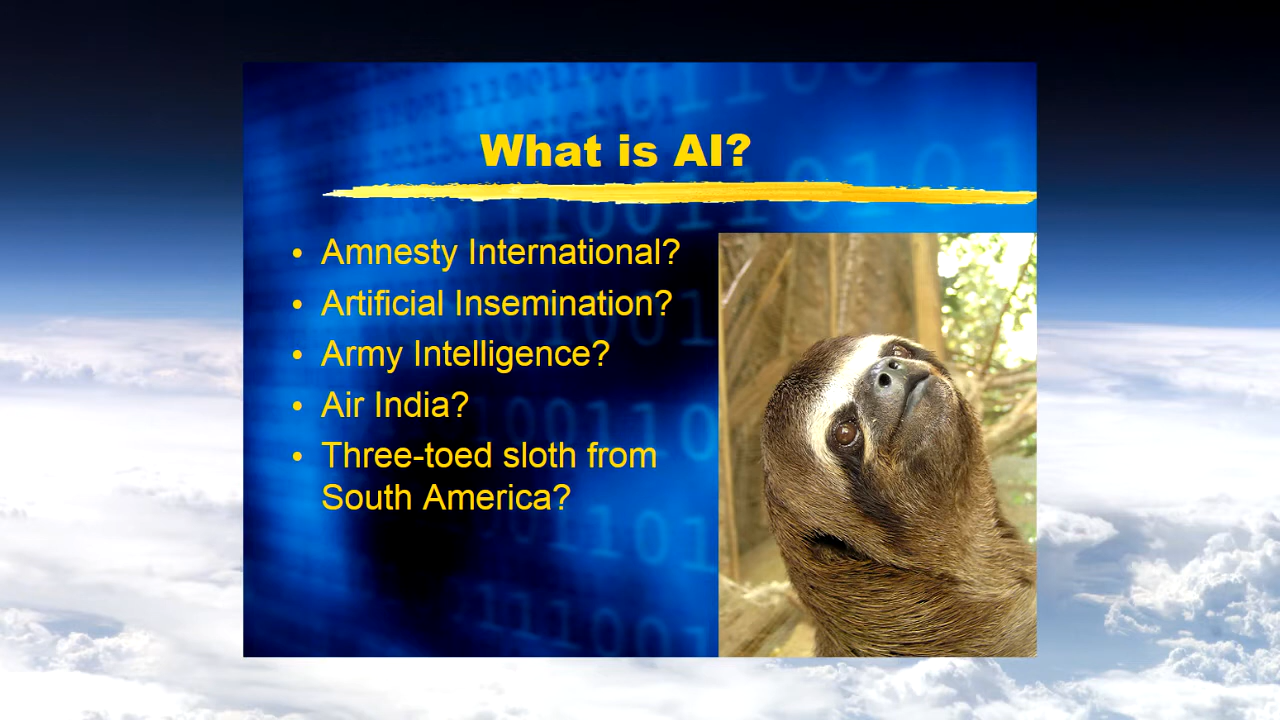 What is AI?
• Amnesty International?
• Artificial Insemination?
• Army Intelligence?
• Air India?
• Three-toed sloth from
South America?